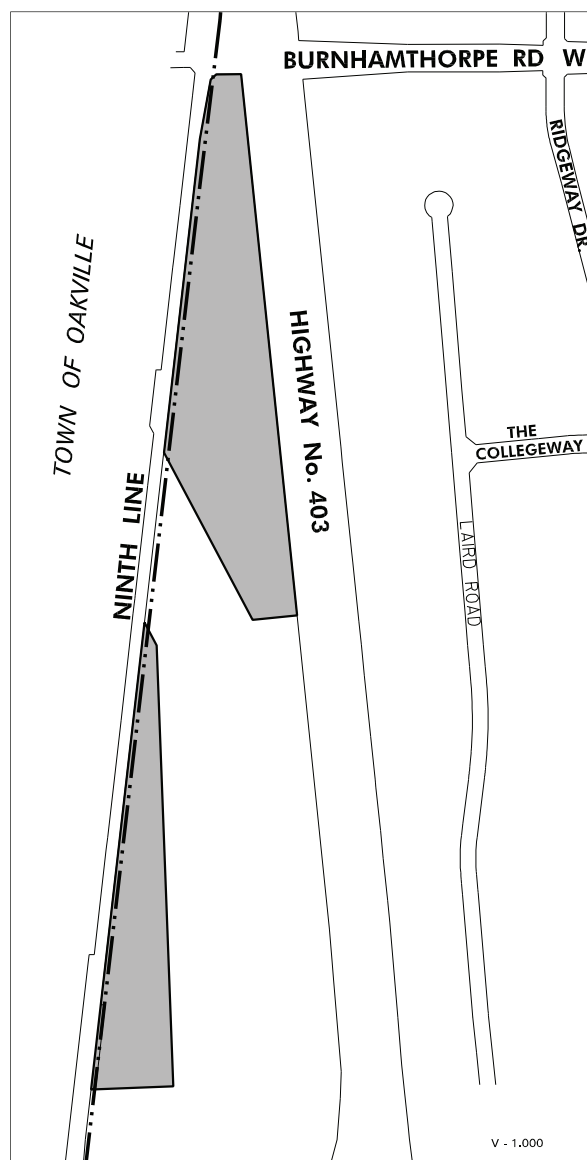 BURNHAMTHORPE RD W
RIDGEWAY DR.
TOWN OF OAKVILLE
HIGHWAY No. 403
THE
COLLEGEWAY
NINTH LINE
LAIRD ROAD
V - 1.000